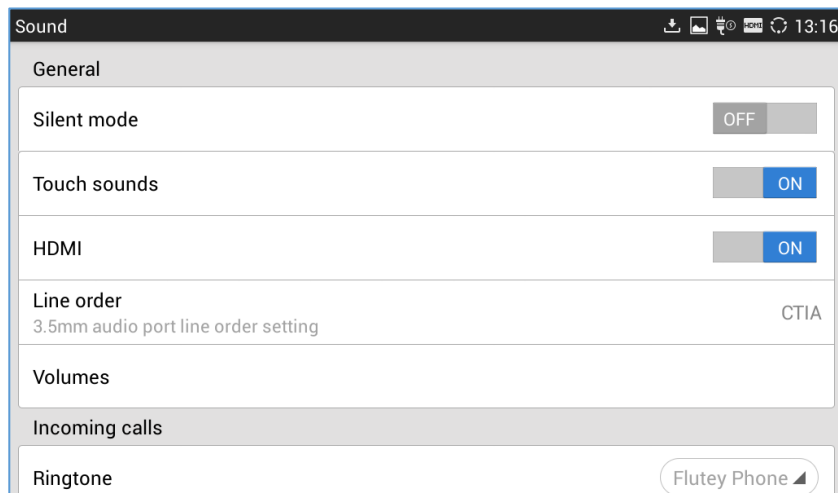 Sound HDMI 13:16
General
Silent mode OFF
Touch sounds ON
HDMI ON
Line order
3.5mm audio port line order setting CTIA
Volumes
Incoming calls
Ringtone Flutey Phone